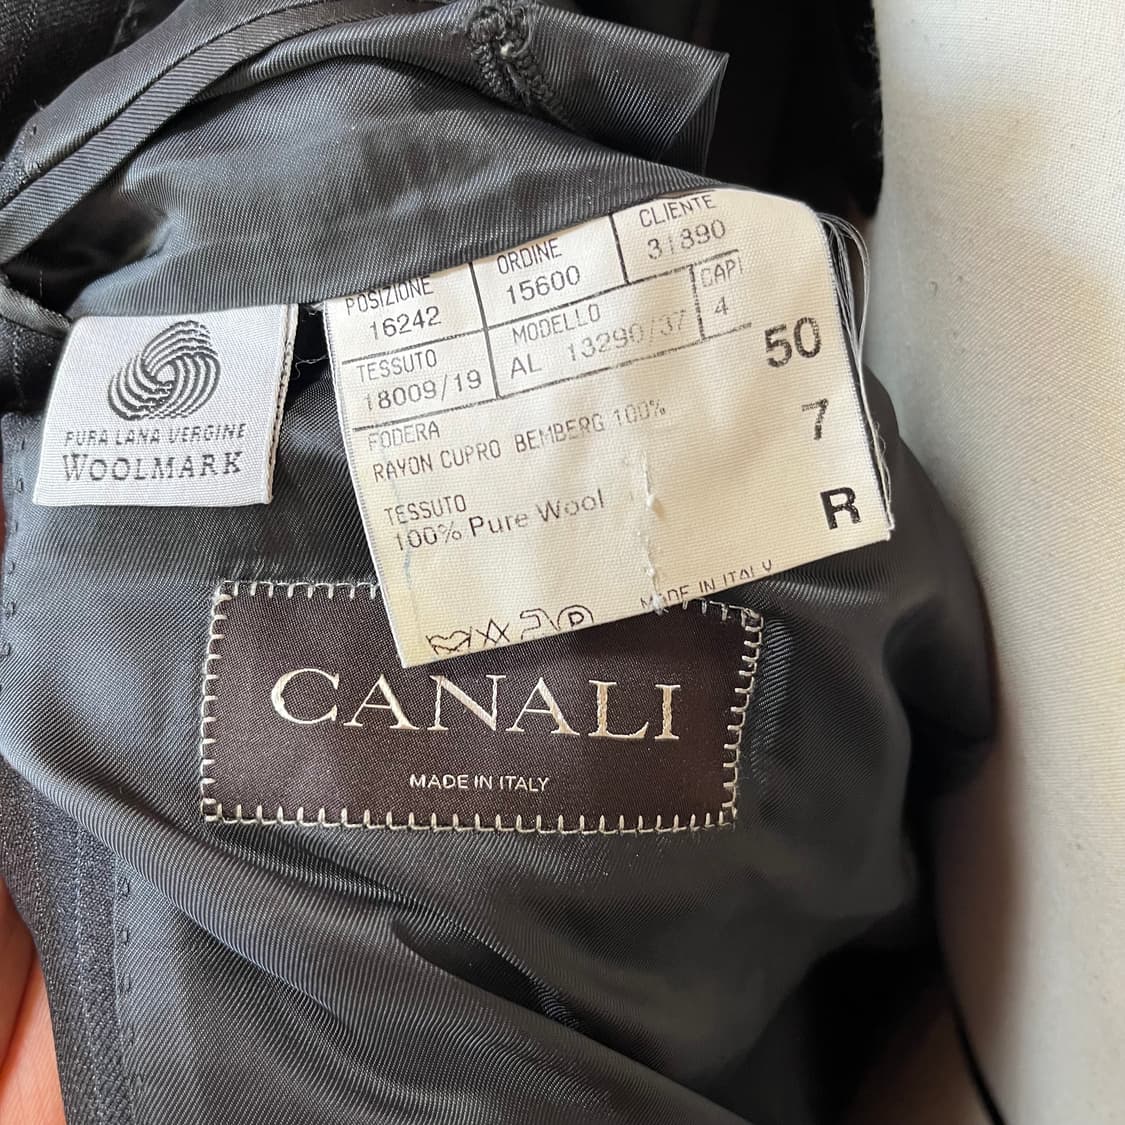 CLIENTE
31390
ORDINE
15600
POSIZIONE
16242
CAPI
4
MODELLO
AL 13290/37
TESSUTO
18009/19
50
7
R
FODERA
RAYON CUPRO BEMBERG 100%
TESSUTO
100% Pure Wool
MADE IN ITALY
P
PURA LANA VERGINE
WOOLMARK
CANALI
MADE IN ITALY